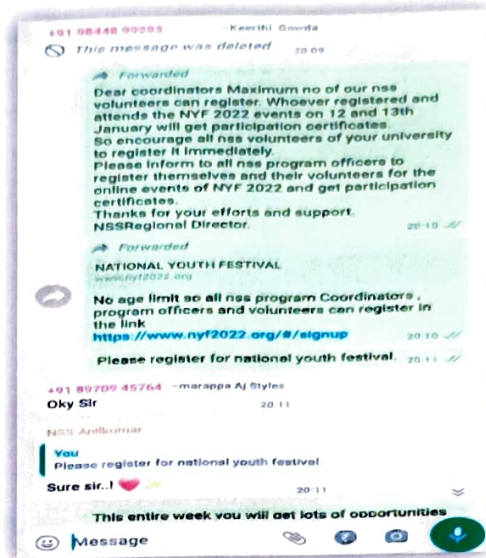 +91 98448 99293 ~Keerthi Gowda
This message was deleted 20:09
Forwarded
Dear coordinators Maximum no of our nss
volunteers can register. Whoever registered and
attends the NYF 2022 events on 12 and 13th
January will get participation certificates.
So encourage all nss volunteers of your university
to register it immediately.
Please inform to all nss program officers to
register themselves and their volunteers for the
online events of NYF 2022 and get participation
certificates.
Thanks for your efforts and support.
NSSRegional Director. 20:10
Forwarded
NATIONAL YOUTH FESTIVAL
www.nyf2022.org
No age limit so all nss program Coordinators ,
program officers and volunteers can register in
the link
https://www.nyf2022.org/#/signup 20:10
Please register for national youth festival. 20:11
+91 89709 45764 ~marappa Aj Styles
Oky Sir 20:11
NSS Anilkumar
You
Please register for national youth festival.
Sure sir..! 20:11
This entire week you will get lots of opportunities
Message